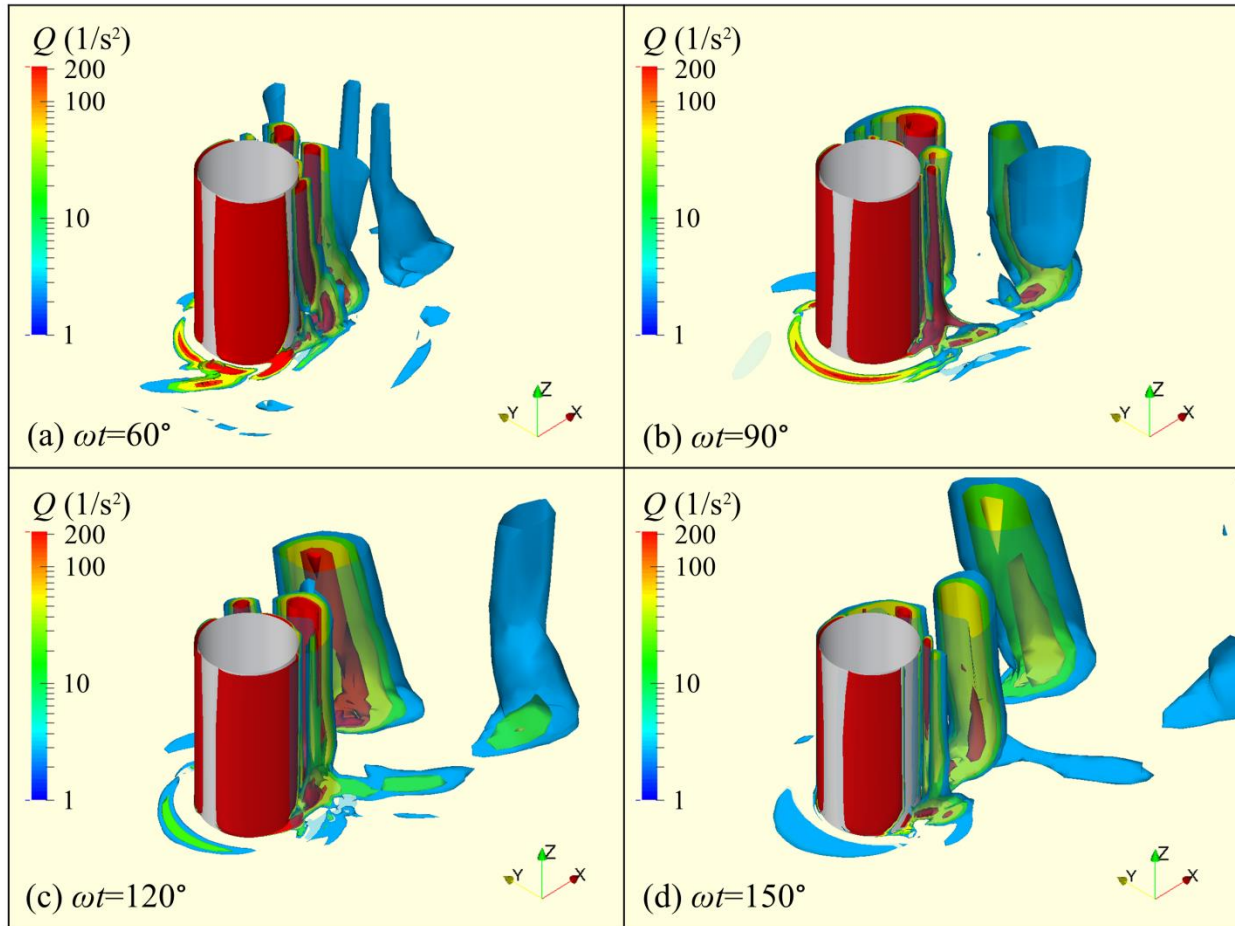 Q (1/s²)
200
100
10
1
Z
Y
X
(a) ωt=60°
Q (1/s²)
200
100
10
1
Z
Y
X
(b) ωt=90°
Q (1/s²)
200
100
10
1
Z
Y
X
(c) ωt=120°
Q (1/s²)
200
100
10
1
Z
Y
X
(d) ωt=150°